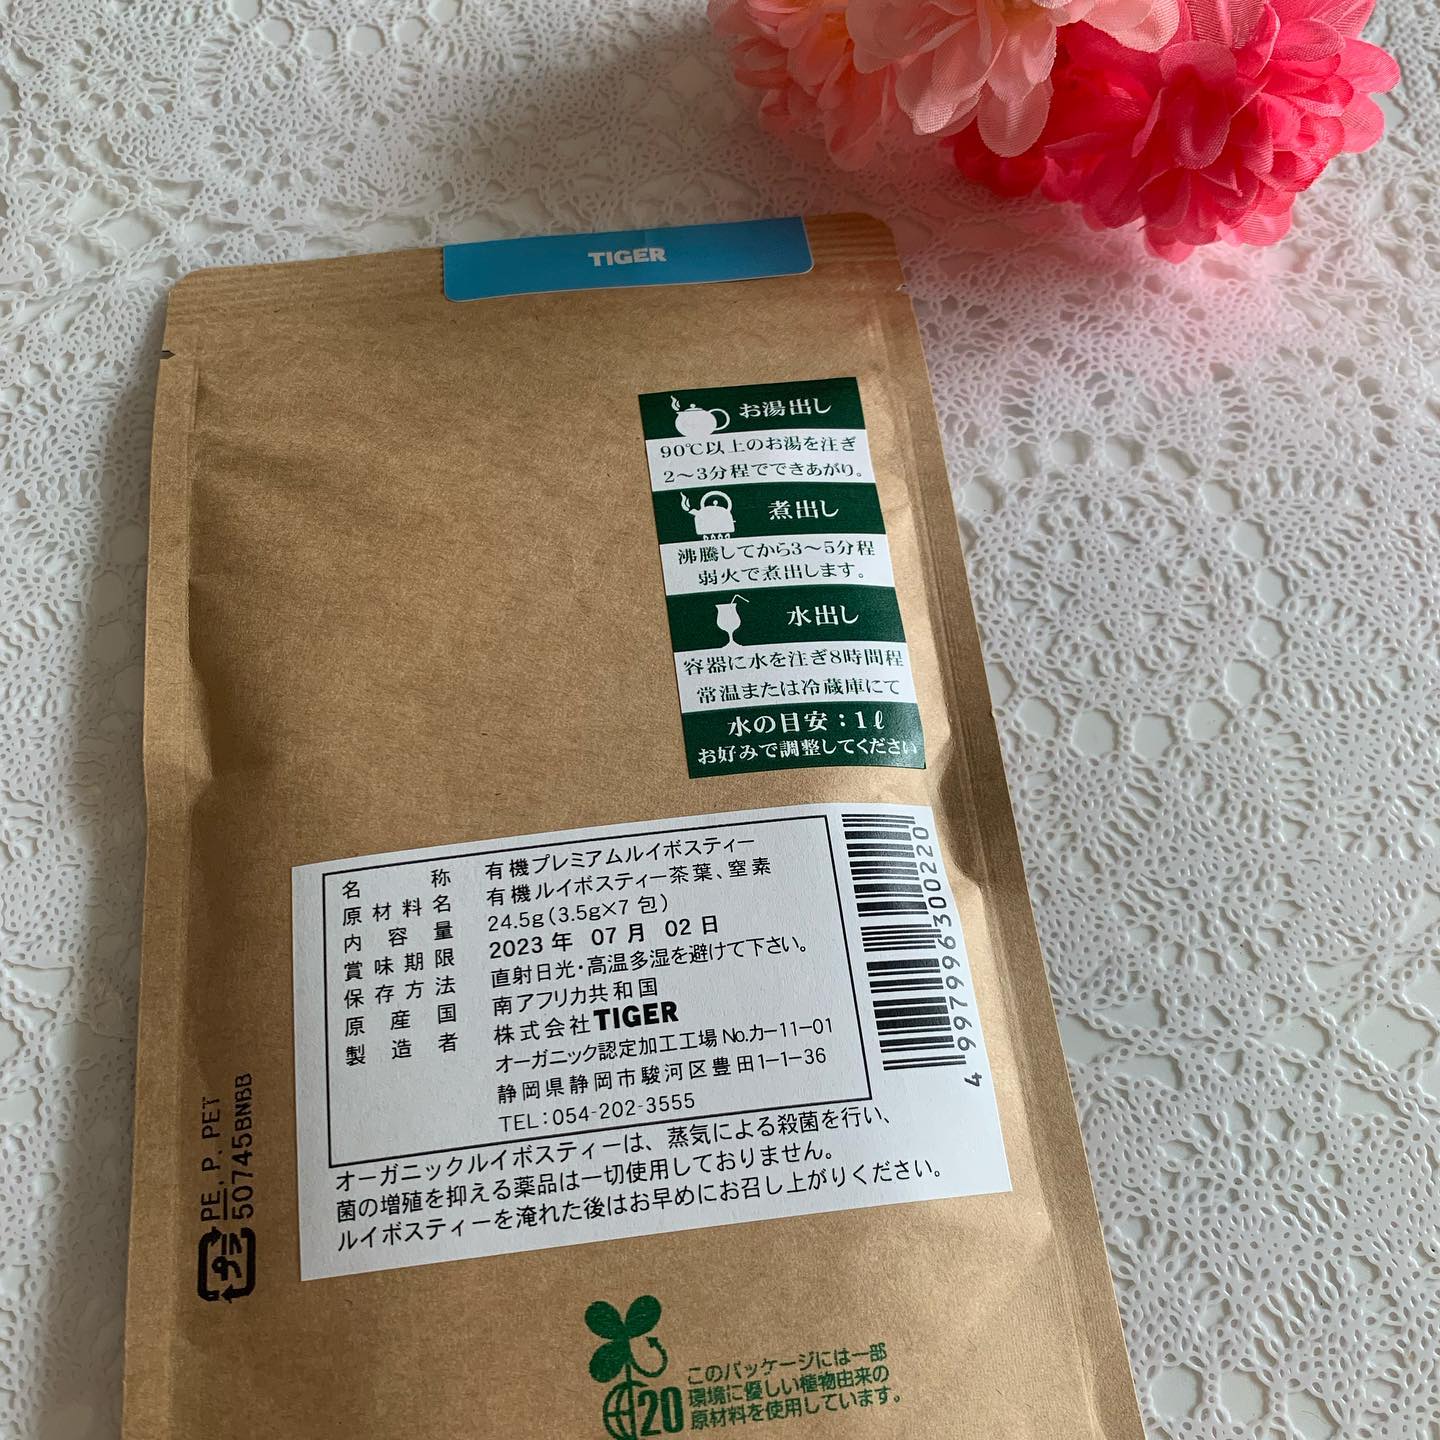 TIGER
お湯出し
90℃以上のお湯を注ぎ
2〜3分程でできあがり。
煮出し
沸騰してから3〜5分程
弱火で煮出します。
水出し
容器に水を注ぎ8時間程
常温または冷蔵庫にて
水の目安：1ℓ
お好みで調整してください
名称 有機プレミアムルイボスティー
原材料名 有機ルイボスティー茶葉、窒素
内容量 24.5g(3.5g×7包)
賞味期限 2023年 07月 02日
保存方法 直射日光・高温多湿を避けて下さい。
原産国 南アフリカ共和国
製造者 株式会社TIGER
オーガニック認定加工工場 No.カー11-01
静岡県静岡市駿河区豊田1-1-36
TEL:054-202-3555
オーガニックルイボスティーは、蒸気による殺菌を行い、
菌の増殖を抑える薬品は一切使用しておりません。
ルイボスティーを淹れた後はお早めにお召し上がりください。
4 997996 300220
プラ
PE, P, PET
50745BNBB
20
このパッケージには一部
環境に優しい植物由来の
原材料を使用しています。